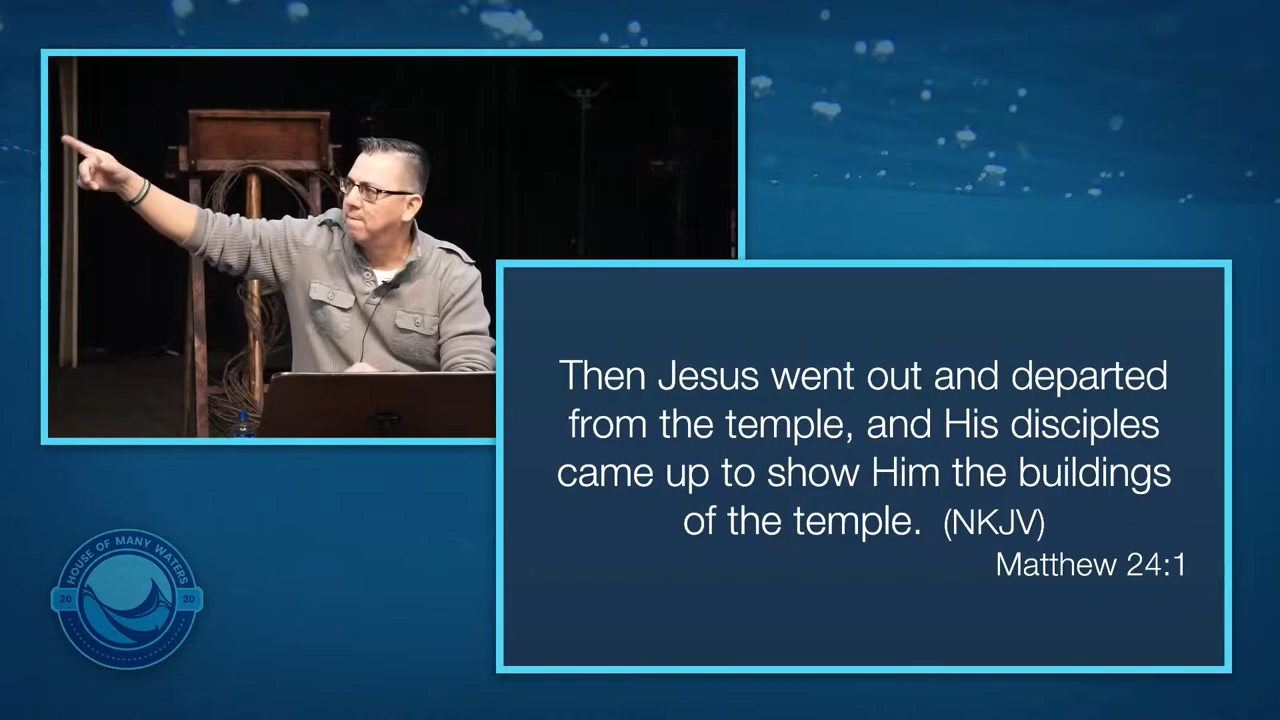 Then Jesus went out and departed
from the temple, and His disciples
came up to show Him the buildings
of the temple. (NKJV)
Matthew 24:1
HOUSE OF MANY WATERS
20 20